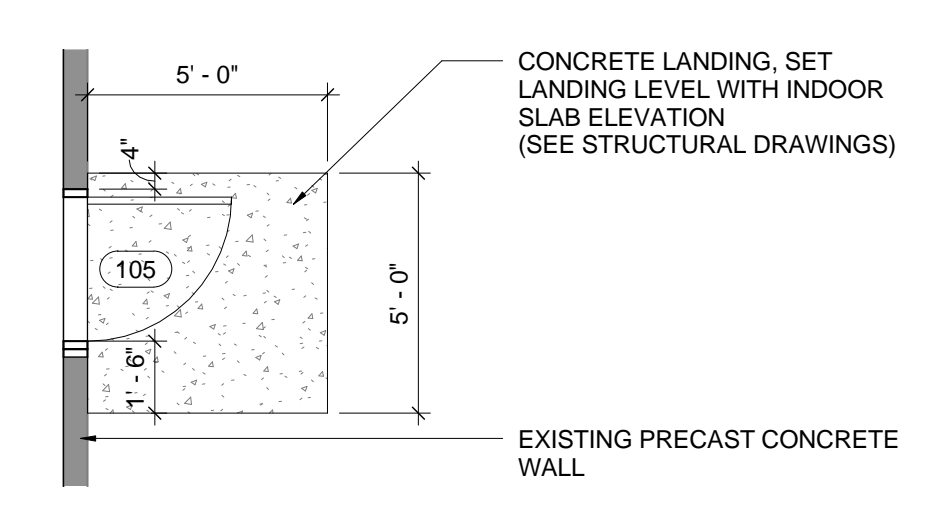 CONCRETE LANDING, SET
LANDING LEVEL WITH INDOOR
SLAB ELEVATION
(SEE STRUCTURAL DRAWINGS)
5' - 0"
4"
105
5' - 0"
1' - 6"
EXISTING PRECAST CONCRETE
WALL